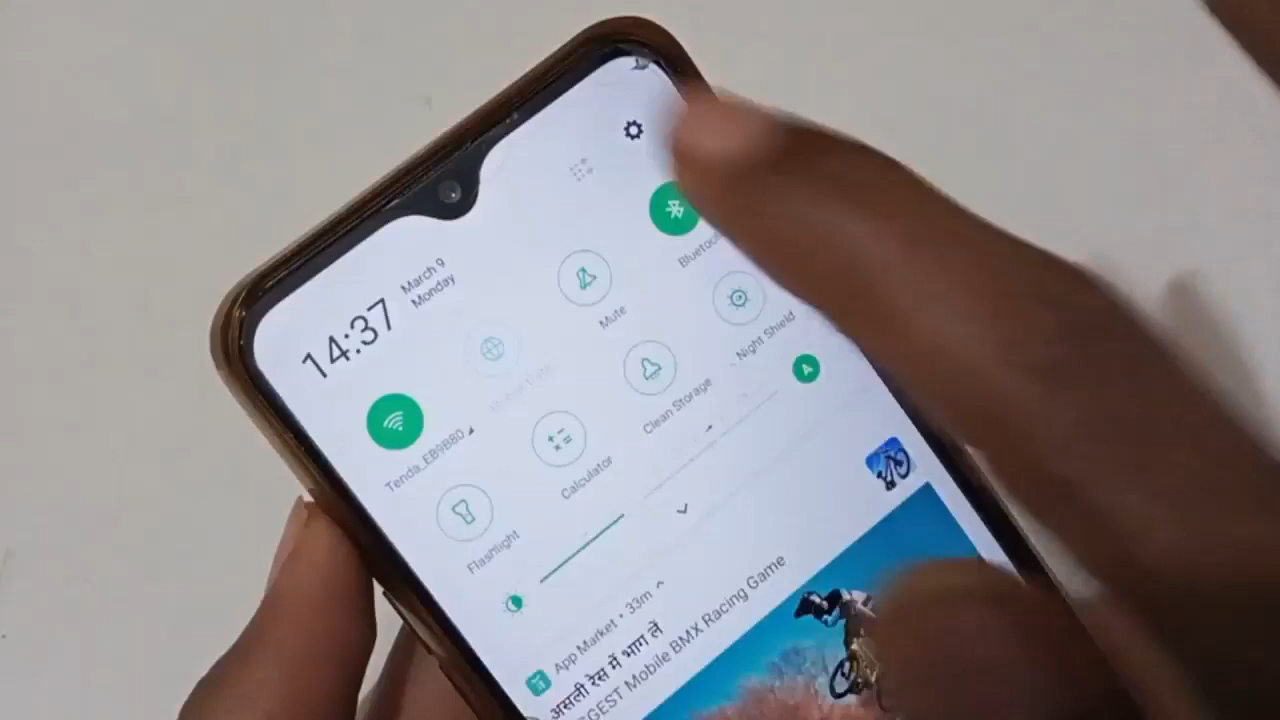 14:37
March 9
Monday
Mute
Bluetooth
Tenda_EB9B80
Flashlight
Calculator
Clean Storage
Night Shield
A
App Market • 33m
असली रेस में भाग लें
GEST Mobile BMX Racing Game